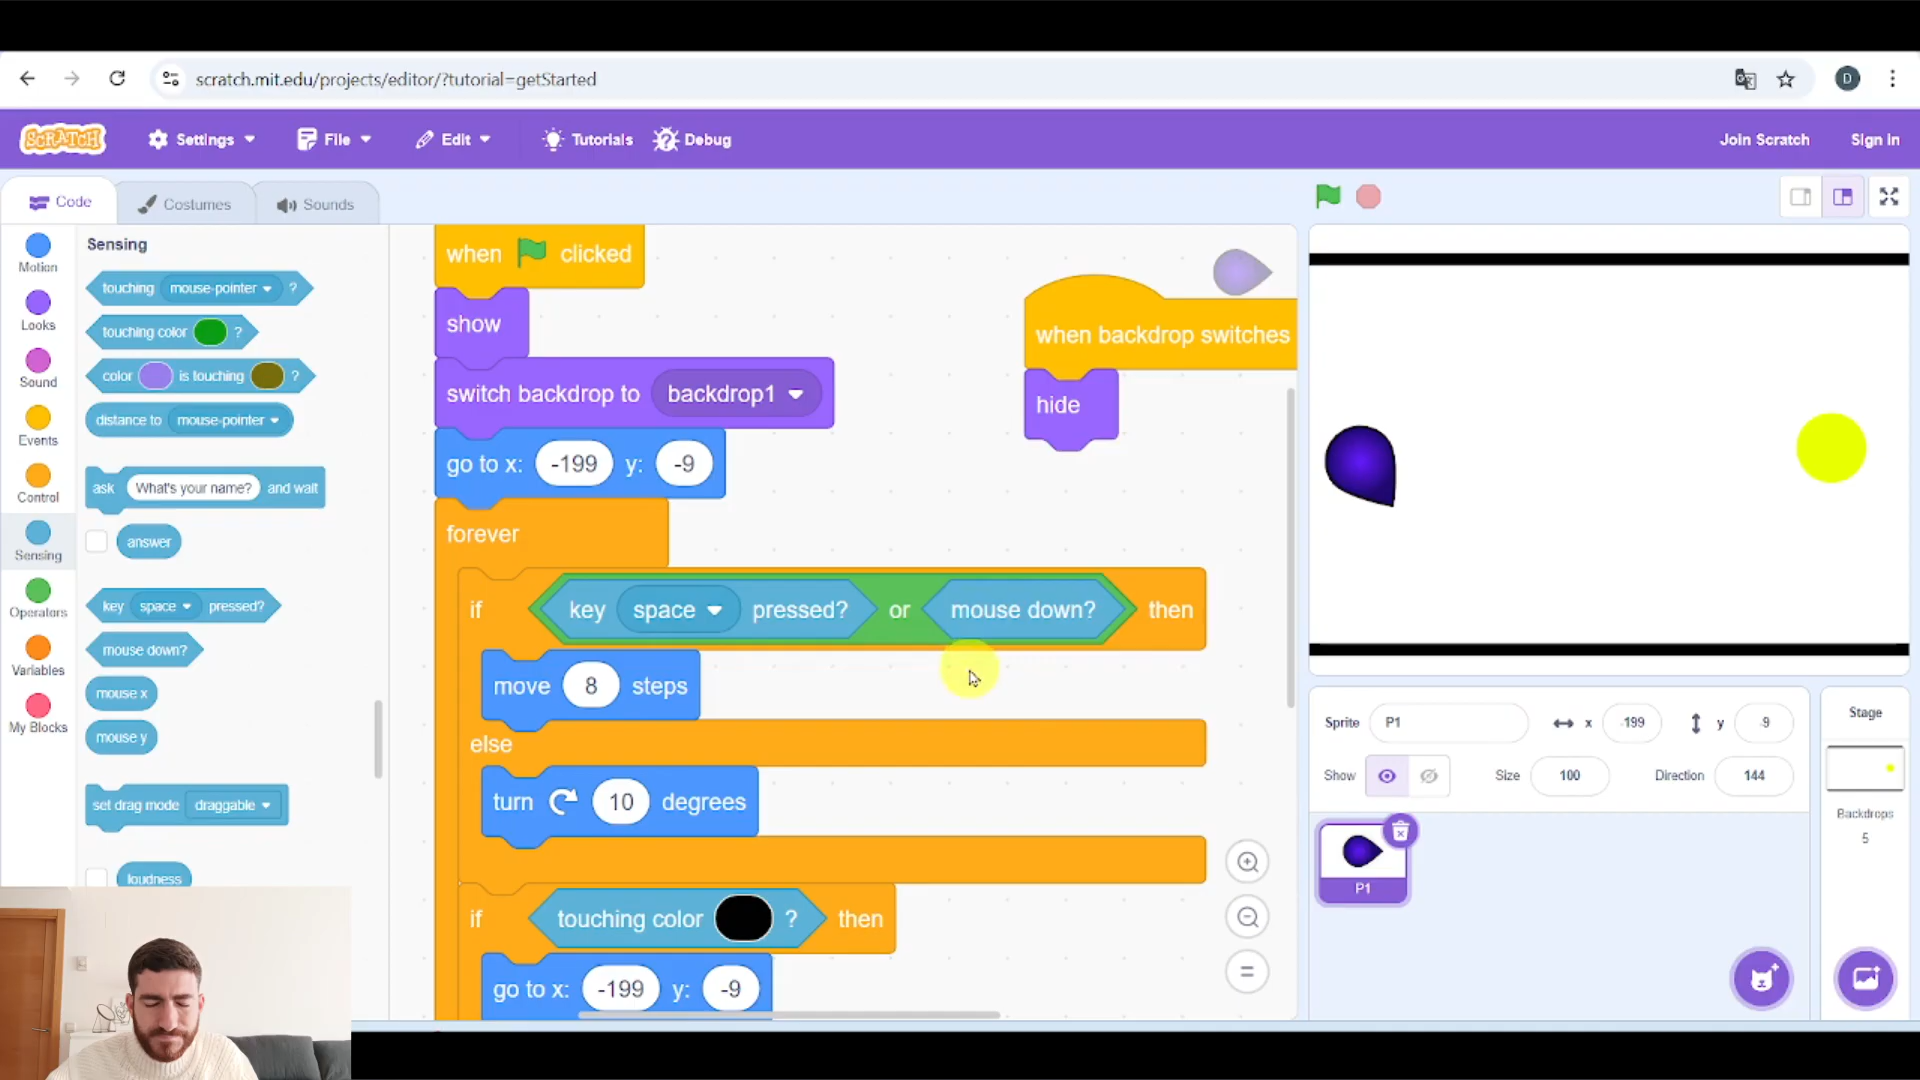 scratch.mit.edu/projects/editor/?tutorial=getStarted
D
SCRATCH
Settings
File
Edit
Tutorials
Debug
Join Scratch
Sign in
Code
Costumes
Sounds
Motion
Looks
Sound
Events
Control
Sensing
Operators
Variables
My Blocks
Sensing
touching mouse-pointer ?
touching color ?
color is touching ?
distance to mouse-pointer
ask What's your name? and wait
answer
key space pressed?
mouse down?
mouse x
mouse y
set drag mode draggable
loudness
when clicked
show
switch backdrop to backdrop1
go to x: -199 y: -9
forever
if key space pressed? or mouse down? then
move 8 steps
else
turn 10 degrees
if touching color ? then
go to x: -199 y: -9
when backdrop switches
hide
Sprite P1
x -199 y -9
Show
Size 100
Direction 144
P1
Stage
Backdrops
5